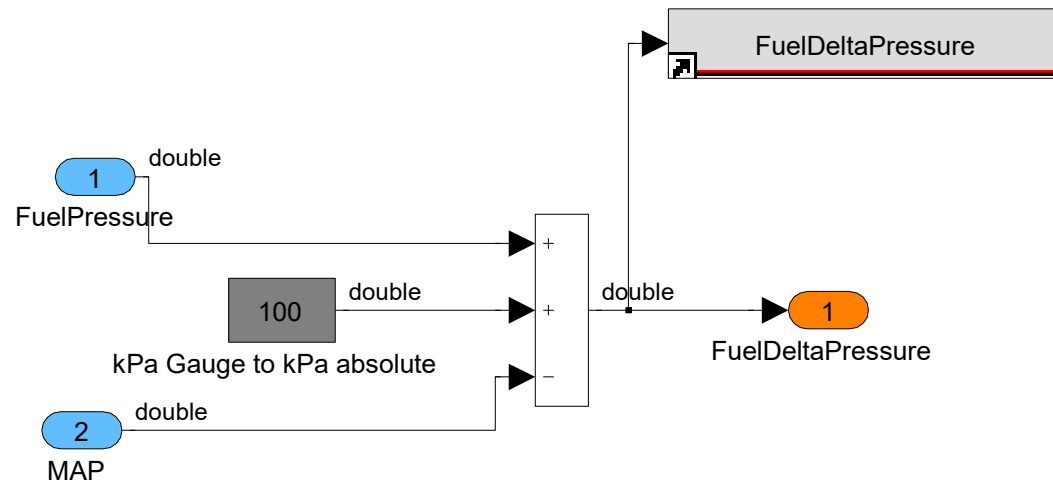 FuelDeltaPressure
double
1
FuelPressure
+
100
double
+
double
1
kPa Gauge to kPa absolute
FuelDeltaPressure
−
double
2
MAP